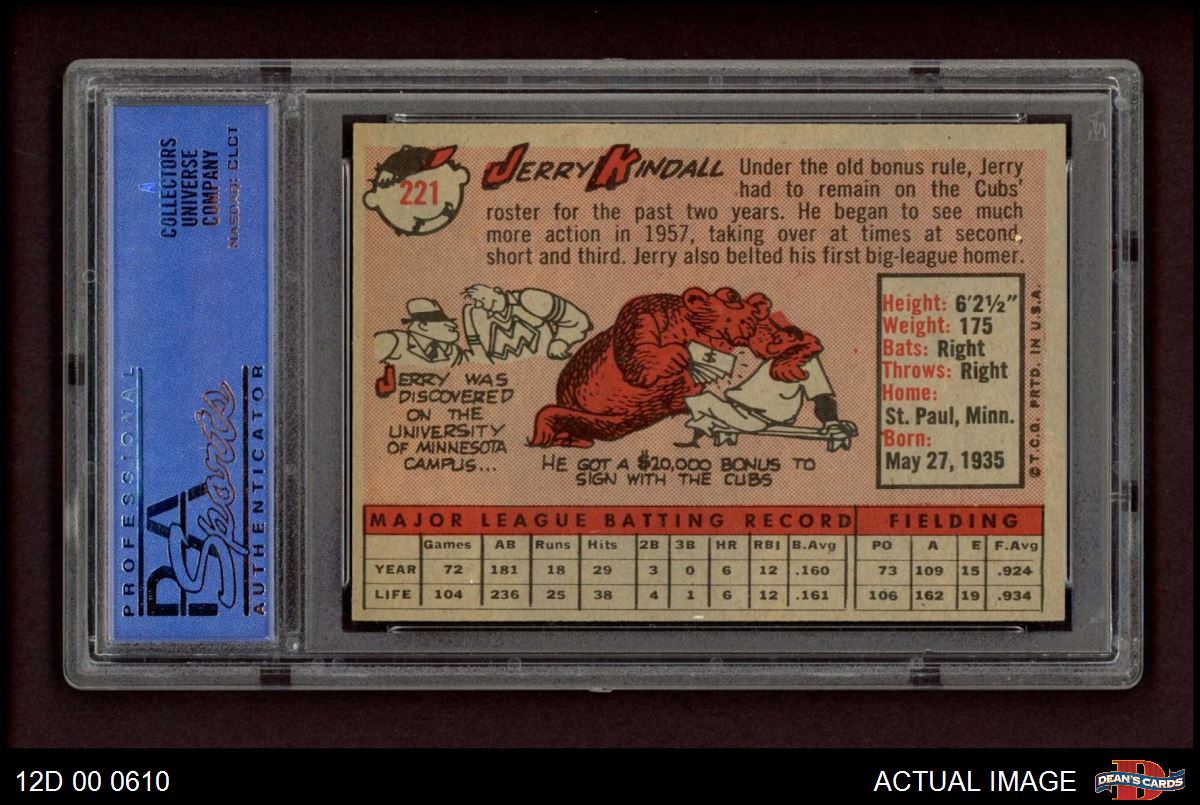 COLLECTORS
UNIVERSE
COMPANY
NASDAQ: CLCT
PROFESSIONAL
PSA
Sports
AUTHENTICATOR
221
JERRY KINDALL
Under the old bonus rule, Jerry
had to remain on the Cubs'
roster for the past two years. He began to see much
more action in 1957, taking over at times at second,
short and third. Jerry also belted his first big-league homer.
JERRY WAS
DISCOVERED
ON THE
UNIVERSITY
OF MINNESOTA
CAMPUS...
$
HE GOT A $20,000 BONUS TO
SIGN WITH THE CUBS
Height: 6'2½"
Weight: 175
Bats: Right
Throws: Right
Home:
St. Paul, Minn.
Born:
May 27, 1935
© T.C.G. PRTD. IN U.S.A.
MAJOR LEAGUE BATTING RECORD FIELDING
Games AB Runs Hits 2B 3B HR RBI B.Avg PO A E F.Avg
YEAR 72 181 18 29 3 0 6 12 .160 73 109 15 .924
LIFE 104 236 25 38 4 1 6 12 .161 106 162 19 .934
12D 00 0610
ACTUAL IMAGE
DEAN'S CARDS